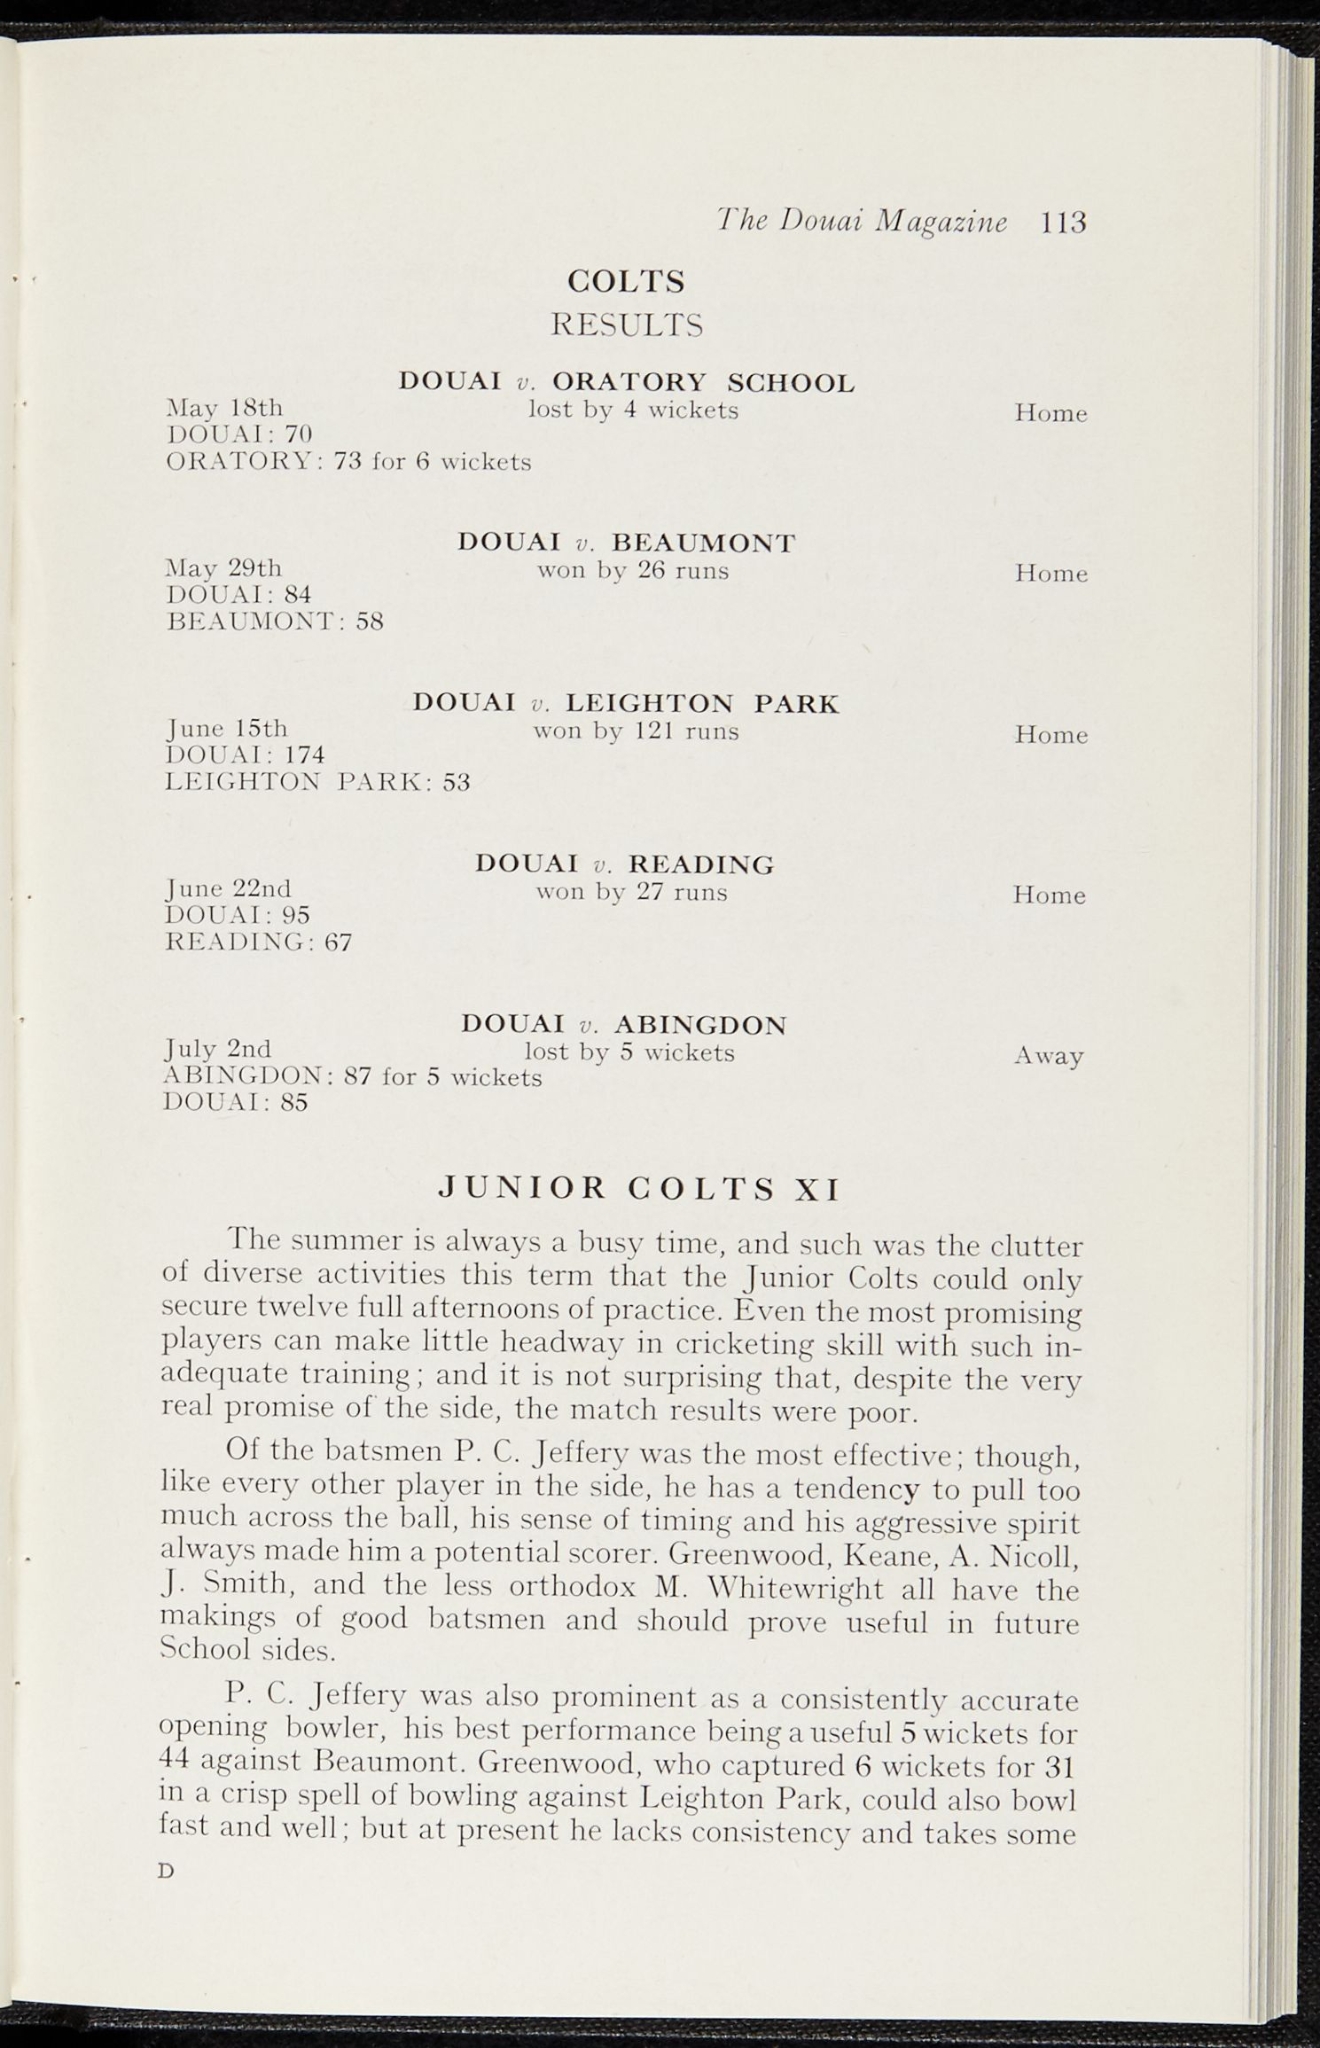 The Douai Magazine 113
COLTS
RESULTS
DOUAI v. ORATORY SCHOOL
May 18th lost by 4 wickets Home
DOUAI: 70
ORATORY: 73 for 6 wickets
DOUAI v. BEAUMONT
May 29th won by 26 runs Home
DOUAI: 84
BEAUMONT: 58
DOUAI v. LEIGHTON PARK
June 15th won by 121 runs Home
DOUAI: 174
LEIGHTON PARK: 53
DOUAI v. READING
June 22nd won by 27 runs Home
DOUAI: 95
READING: 67
DOUAI v. ABINGDON
July 2nd lost by 5 wickets Away
ABINGDON: 87 for 5 wickets
DOUAI: 85
JUNIOR COLTS XI
The summer is always a busy time, and such was the clutter
of diverse activities this term that the Junior Colts could only
secure twelve full afternoons of practice. Even the most promising
players can make little headway in cricketing skill with such in-
adequate training; and it is not surprising that, despite the very
real promise of the side, the match results were poor.
Of the batsmen P. C. Jeffery was the most effective; though,
like every other player in the side, he has a tendency to pull too
much across the ball, his sense of timing and his aggressive spirit
always made him a potential scorer. Greenwood, Keane, A. Nicoll,
J. Smith, and the less orthodox M. Whitewright all have the
makings of good batsmen and should prove useful in future
School sides.
P. C. Jeffery was also prominent as a consistently accurate
opening bowler, his best performance being a useful 5 wickets for
44 against Beaumont. Greenwood, who captured 6 wickets for 31
in a crisp spell of bowling against Leighton Park, could also bowl
fast and well; but at present he lacks consistency and takes some
D